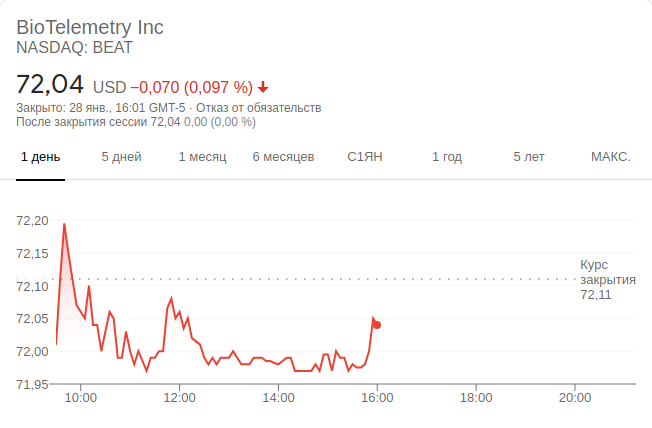 BioTelemetry Inc
NASDAQ: BEAT
72,04 USD −0,070 (0,097 %)
Закрыто: 28 янв., 16:01 GMT-5 · Отказ от обязательств
После закрытия сессии 72,04 0,00 (0,00 %)
1 день 5 дней 1 месяц 6 месяцев С1ЯН 1 год 5 лет МАКС.
72,20
72,15
72,10
72,05
72,00
71,95
Курс
закрытия
72,11
10:00 12:00 14:00 16:00 18:00 20:00